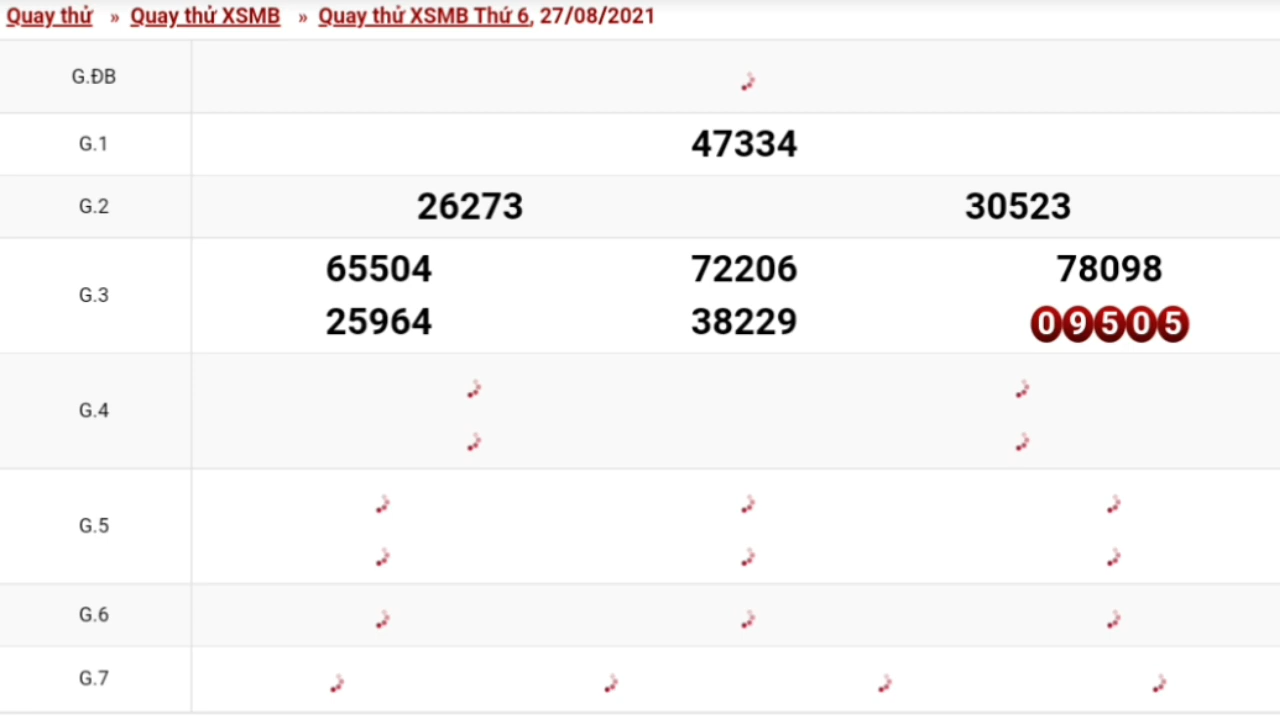 Quay thử » Quay thử XSMB » Quay thử XSMB Thứ 6, 27/08/2021
G.ĐB
G.1 47334
G.2 26273 30523
G.3
65504 72206 78098
25964 38229 09505
G.4
G.5
G.6
G.7